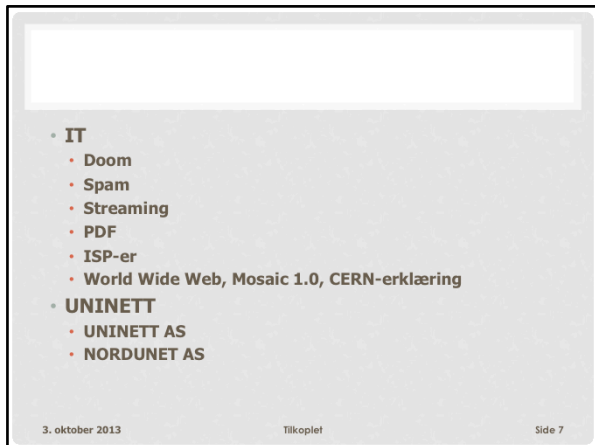 • IT
• Doom
• Spam
• Streaming
• PDF
• ISP-er
• World Wide Web, Mosaic 1.0, CERN-erklæring
• UNINETT
• UNINETT AS
• NORDUNET AS
3. oktober 2013 Tilkoplet Side 7